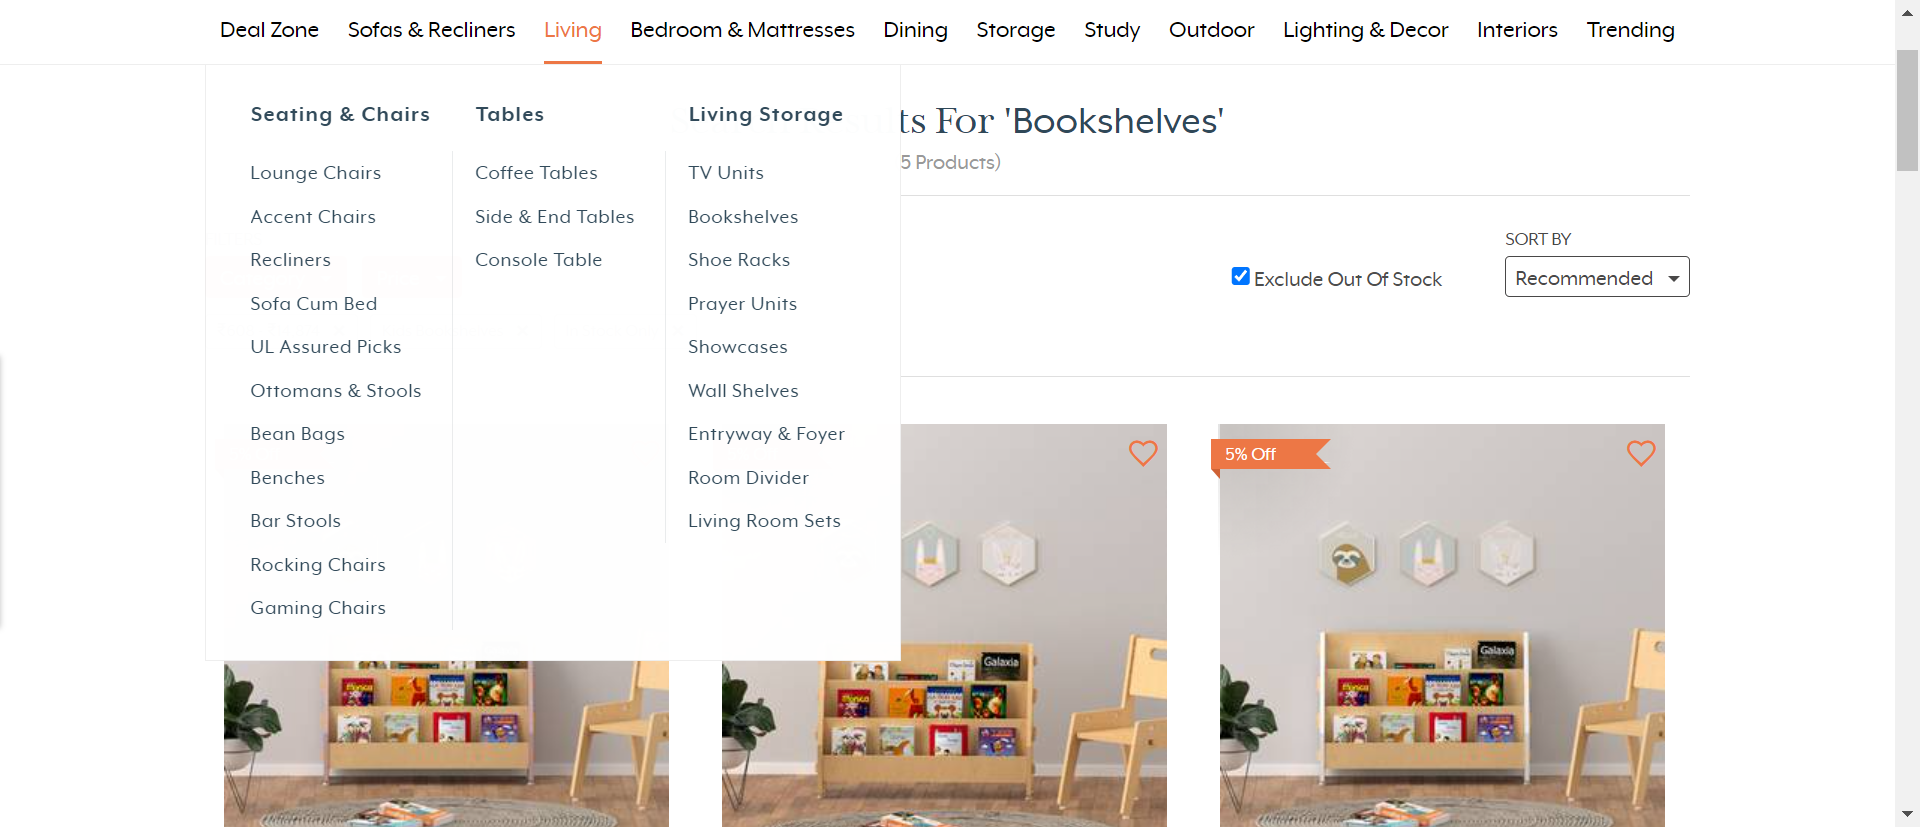 Deal Zone Sofas & Recliners Living Bedroom & Mattresses Dining Storage Study Outdoor Lighting & Decor Interiors Trending
Seating & Chairs
Lounge Chairs
Accent Chairs
Recliners
Sofa Cum Bed
UL Assured Picks
Ottomans & Stools
Bean Bags
Benches
Bar Stools
Rocking Chairs
Gaming Chairs
Tables
Coffee Tables
Side & End Tables
Console Table
Living Storage
TV Units
Bookshelves
Shoe Racks
Prayer Units
Showcases
Wall Shelves
Entryway & Foyer
Room Divider
Living Room Sets
ts For 'Bookshelves'
5 Products)
Exclude Out Of Stock
SORT BY
Recommended
5% Off
Galaxia
Galaxia